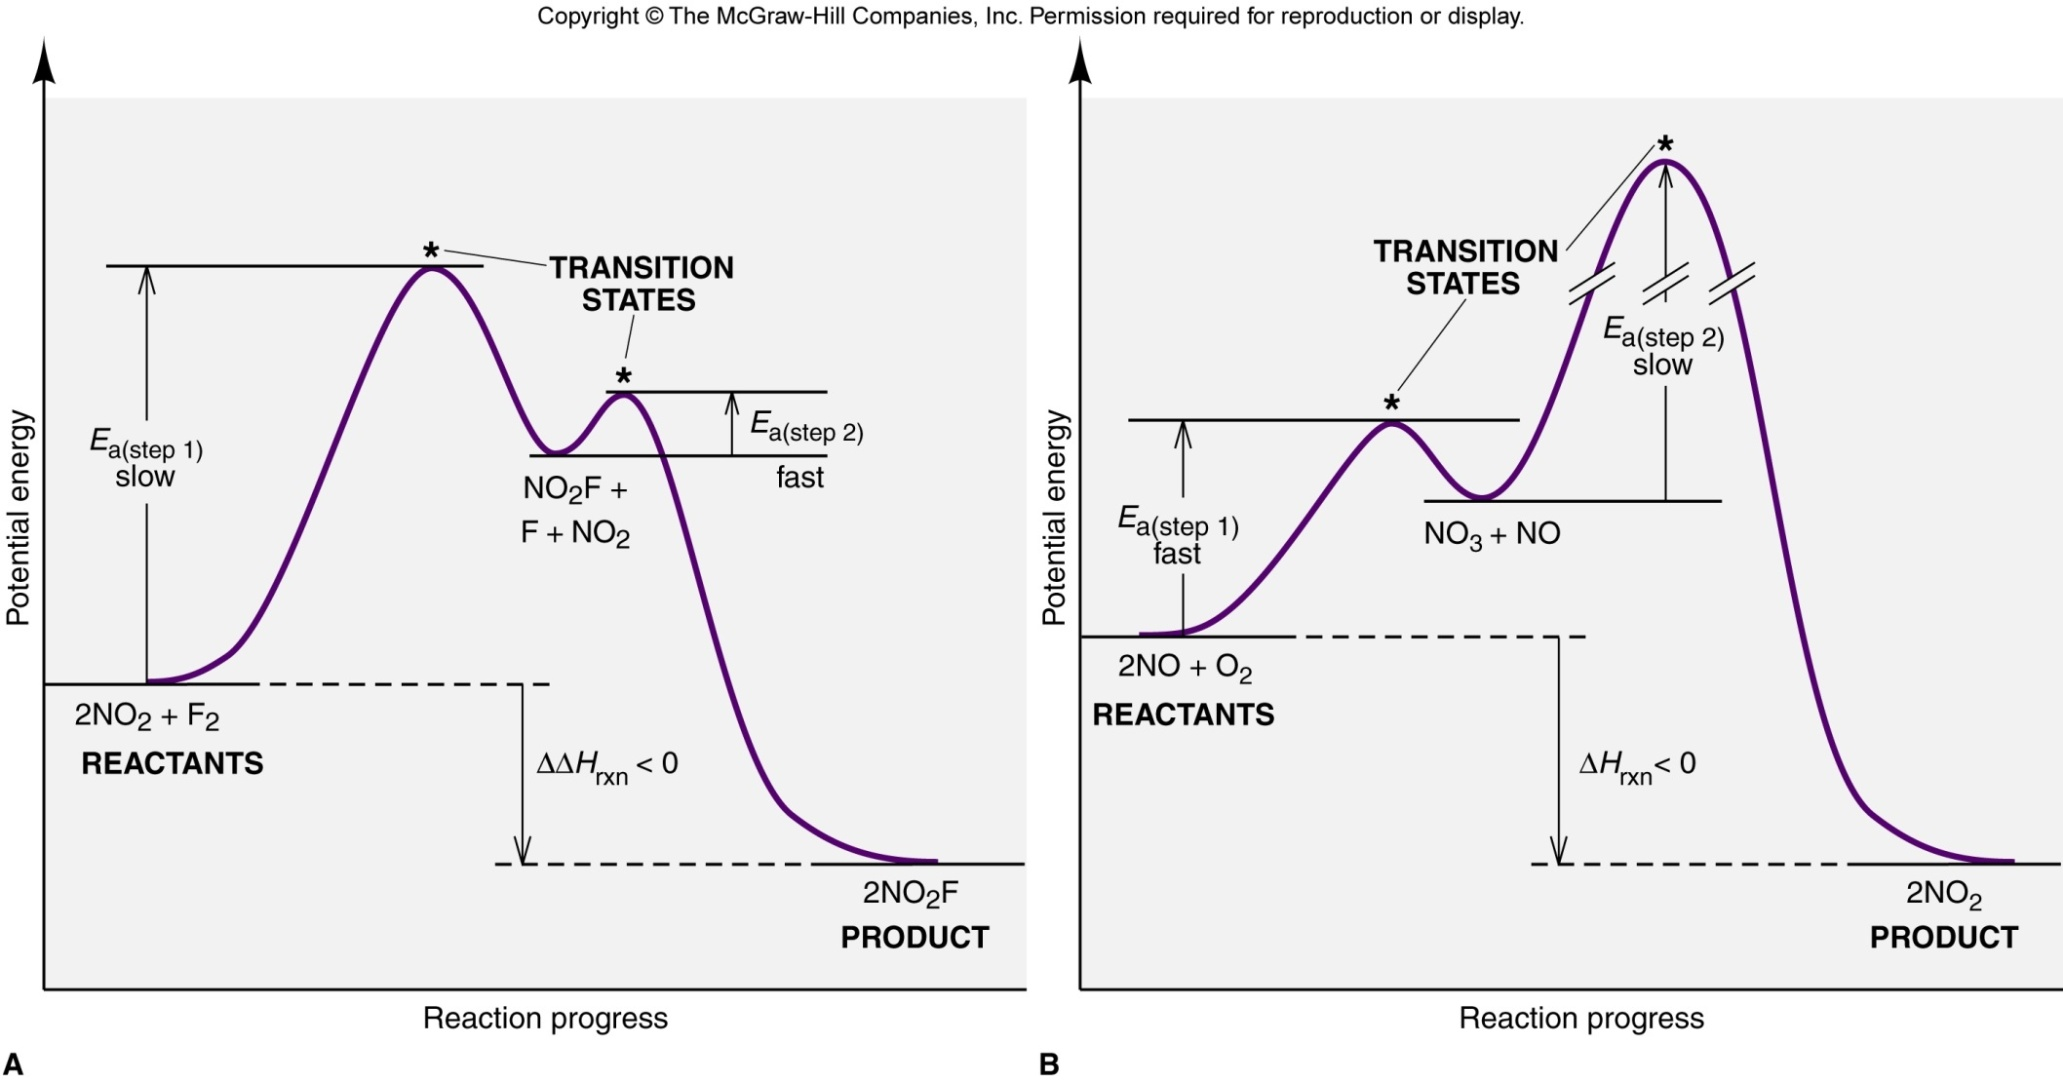 Copyright © The McGraw-Hill Companies, Inc. Permission required for reproduction or display.
Potential energy
*
TRANSITION
STATES
*
Ea(step 1)
slow
Ea(step 2)
fast
NO2F +
F + NO2
2NO2 + F2
REACTANTS
ΔΔHrxn < 0
2NO2F
PRODUCT
Reaction progress
A
Potential energy
*
TRANSITION
STATES
*
Ea(step 2)
slow
Ea(step 1)
fast
NO3 + NO
2NO + O2
REACTANTS
ΔHrxn< 0
2NO2
PRODUCT
Reaction progress
B